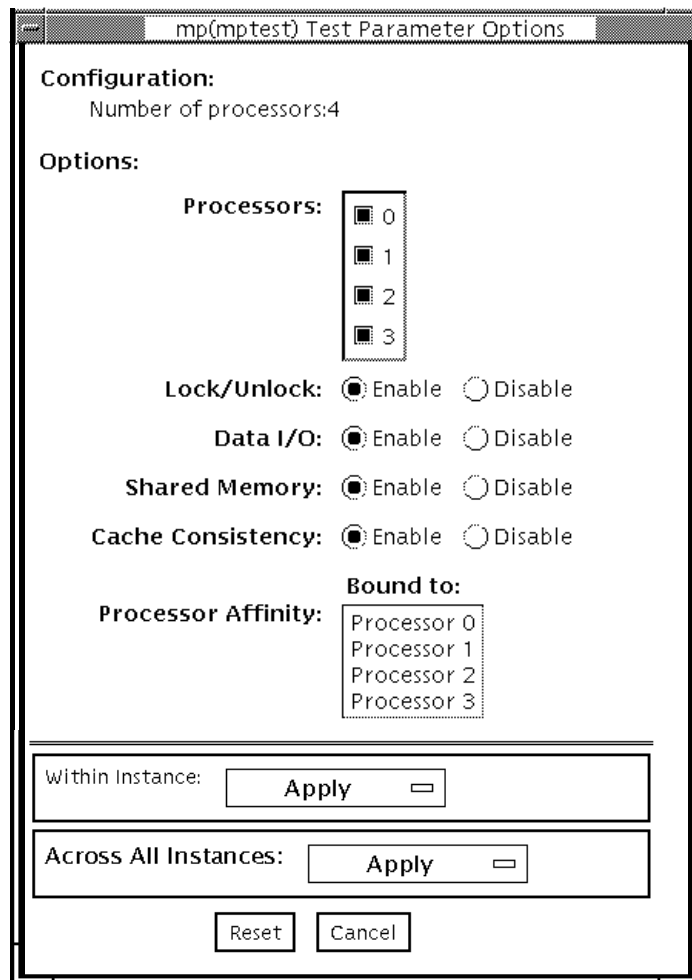 mp(mptest) Test Parameter Options
Configuration:
Number of processors:4
Options:
Processors:
0
1
2
3
Lock/Unlock: Enable Disable
Data I/O: Enable Disable
Shared Memory: Enable Disable
Cache Consistency: Enable Disable
Bound to:
Processor Affinity:
Processor 0
Processor 1
Processor 2
Processor 3
Within Instance: Apply
Across All Instances: Apply
Reset Cancel